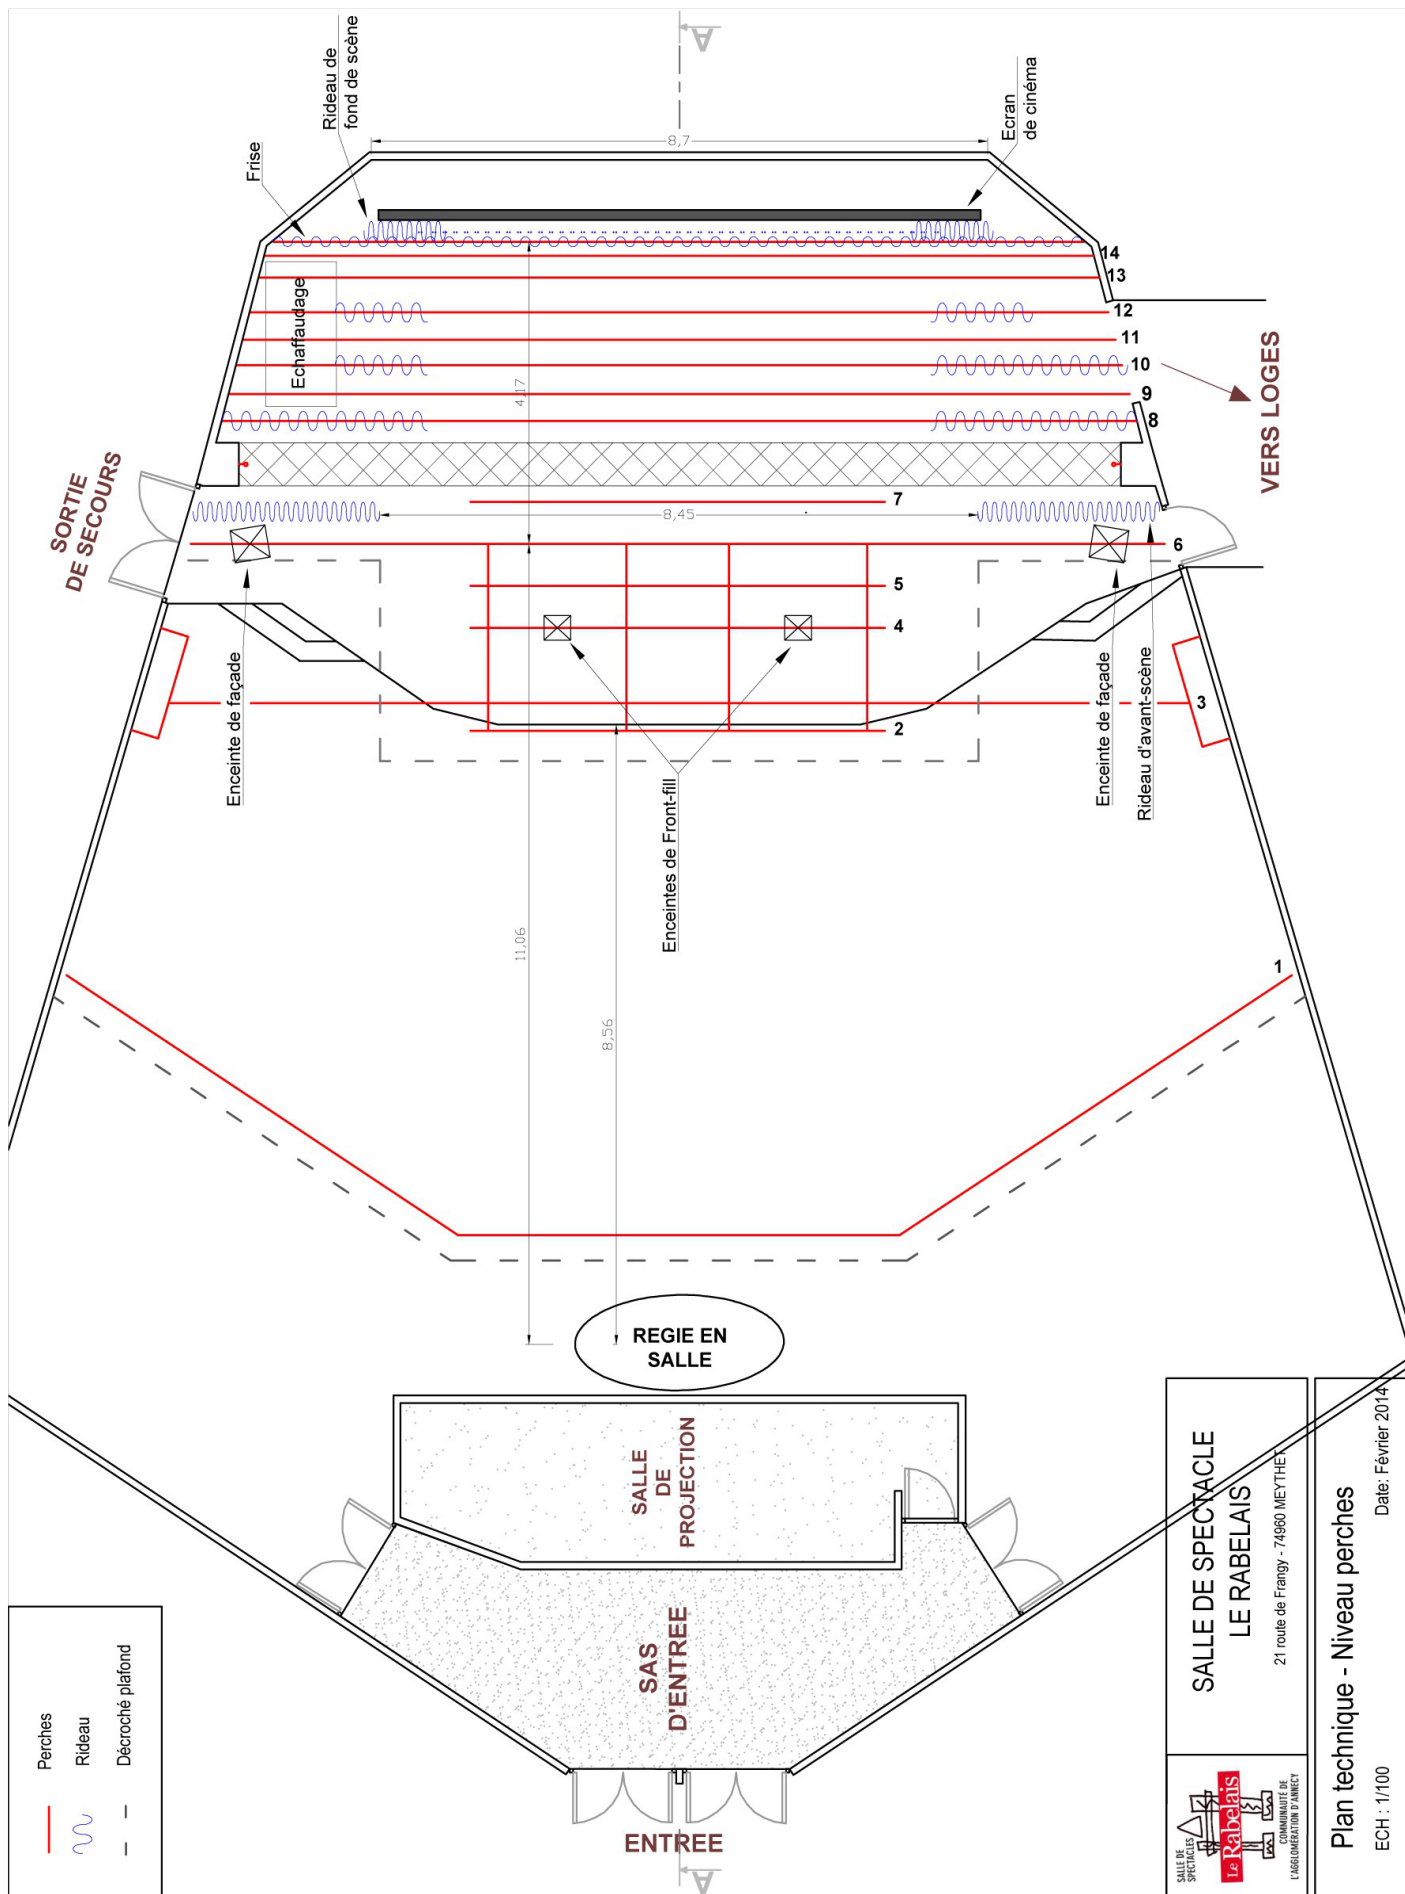 A
Rideau de
fond de scène
Frise
8,7
Ecran
de cinéma
14
13
12
11
10
9
8
Echaffaudage
4,17
VERS LOGES
SORTIE
DE SECOURS
7
8,45
6
5
4
3
2
Enceinte de façade
Enceintes de Front-fill
Enceinte de façade
Rideau d'avant-scène
11,06
8,56
1
REGIE EN
SALLE
SALLE
DE
PROJECTION
SAS
D'ENTREE
ENTREE
A
Perches
Rideau
Décroché plafond
SALLE DE SPECTACLE
LE RABELAIS
21 route de Frangy - 74960 MEYTHET
SALLE DE
SPECTACLES
Le Rabelais
COMMUNAUTÉ DE
L'AGGLOMÉRATION D'ANNECY
Plan technique - Niveau perches
ECH : 1/100
Date: Février 2014